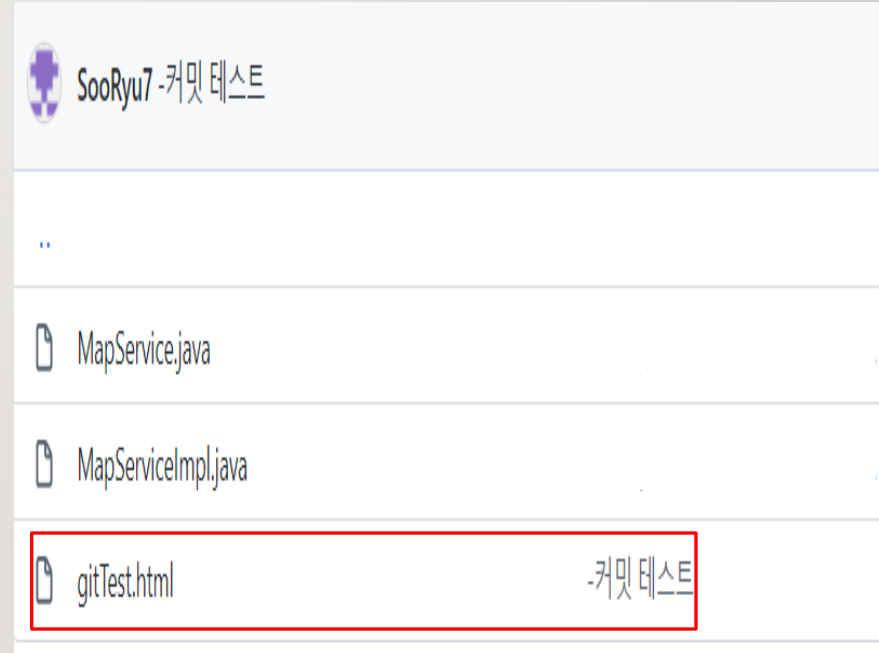 SooRyu7 -커밋 테스트
..
MapService.java
MapServiceImpl.java
gitTest.html -커밋 테스트